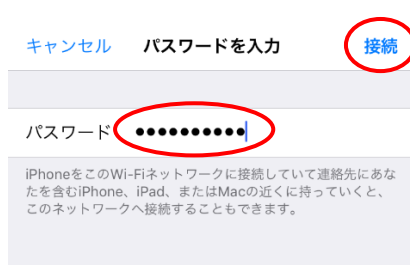 キャンセル パスワードを入力 接続
パスワード ●●●●●●●●●●
iPhoneをこのWi-Fiネットワークに接続していて連絡先にあな
たを含むiPhone、iPad、またはMacの近くに持っていくと、
このネットワークへ接続することもできます。